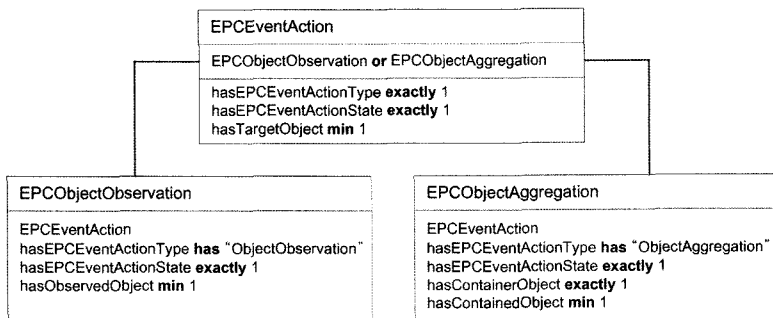 EPCEventAction
EPCObjectObservation or EPCObjectAggregation
hasEPCEventActionType exactly 1
hasEPCEventActionState exactly 1
hasTargetObject min 1
EPCObjectObservation
EPCEventAction
hasEPCEventActionType has “ObjectObservation”
hasEPCEventActionState exactly 1
hasObservedObject min 1
EPCObjectAggregation
EPCEventAction
hasEPCEventActionType has “ObjectAggregation”
hasEPCEventActionState exactly 1
hasContainerObject exactly 1
hasContainedObject min 1